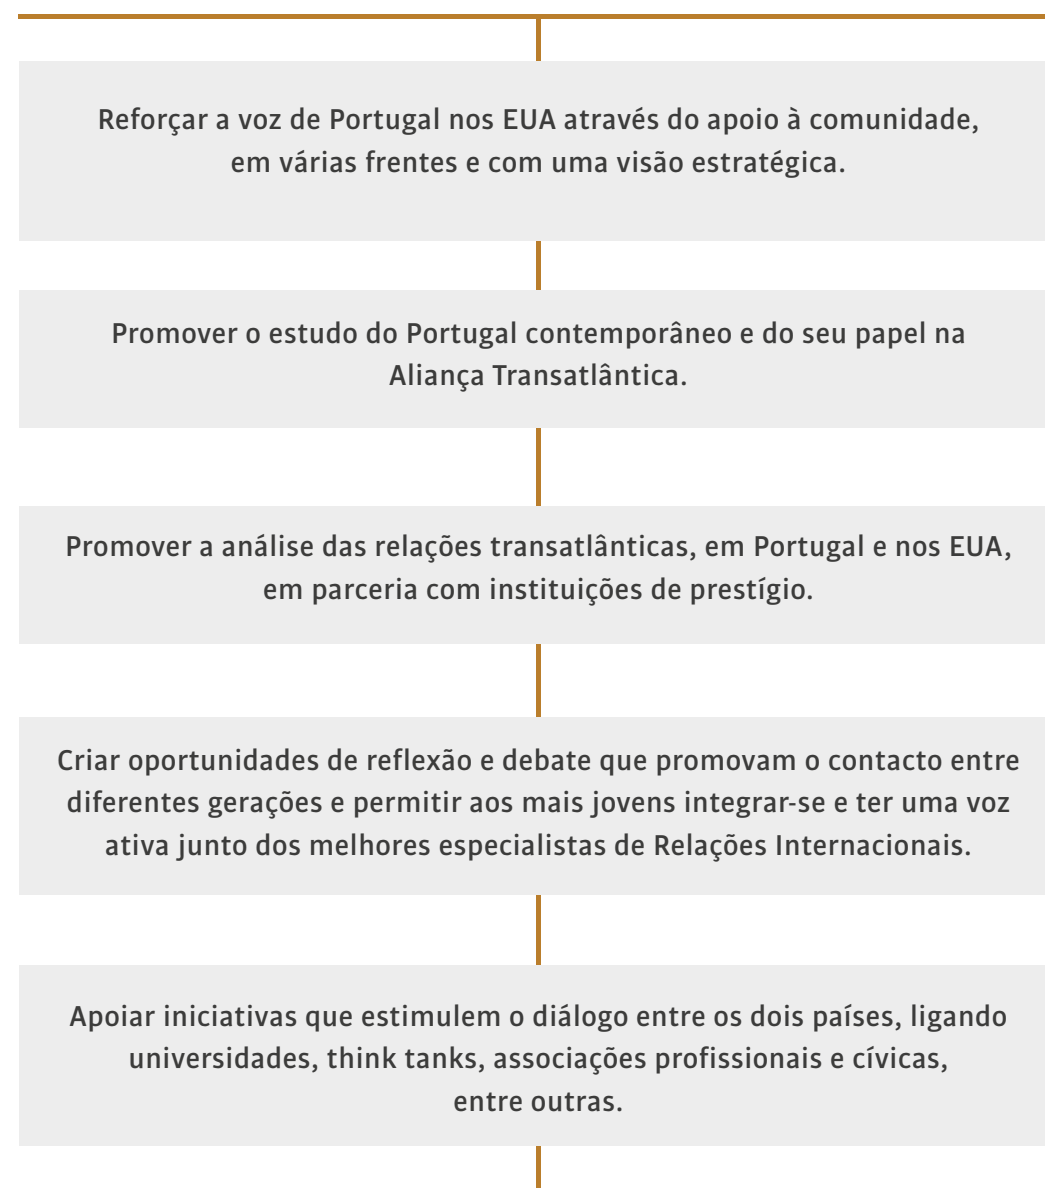 Reforçar a voz de Portugal nos EUA através do apoio à comunidade,
em várias frentes e com uma visão estratégica.
Promover o estudo do Portugal contemporâneo e do seu papel na
Aliança Transatlântica.
Promover a análise das relações transatlânticas, em Portugal e nos EUA,
em parceria com instituições de prestígio.
Criar oportunidades de reflexão e debate que promovam o contacto entre
diferentes gerações e permitir aos mais jovens integrar-se e ter uma voz
ativa junto dos melhores especialistas de Relações Internacionais.
Apoiar iniciativas que estimulem o diálogo entre os dois países, ligando
universidades, think tanks, associações profissionais e cívicas,
entre outras.